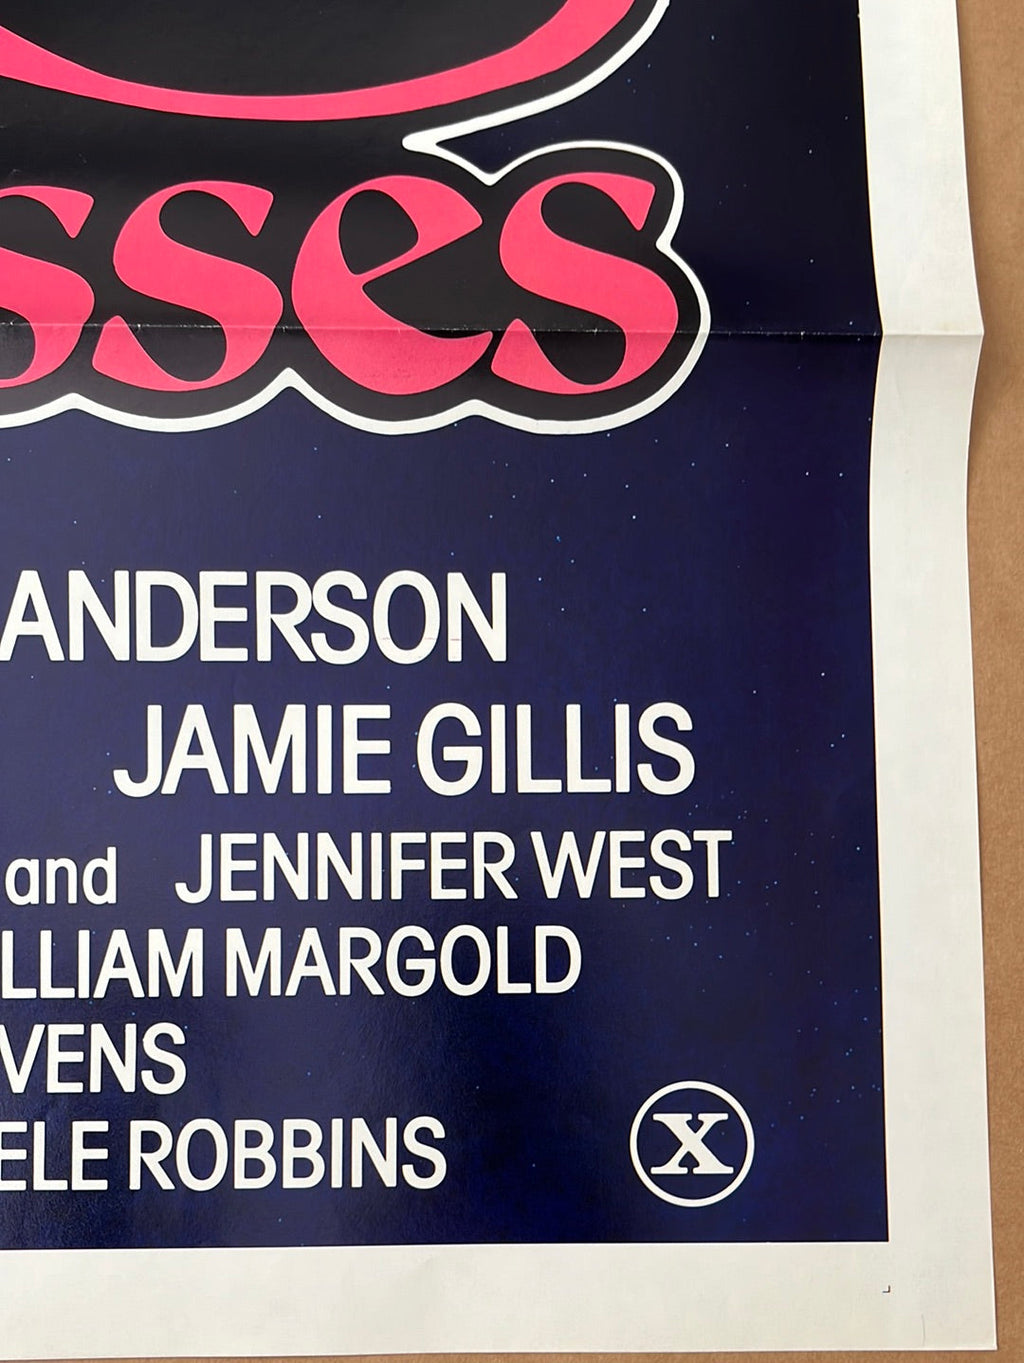 sses
ANDERSON
JAMIE GILLIS
and JENNIFER WEST
LLIAM MARGOLD
VENS
ELE ROBBINS
X